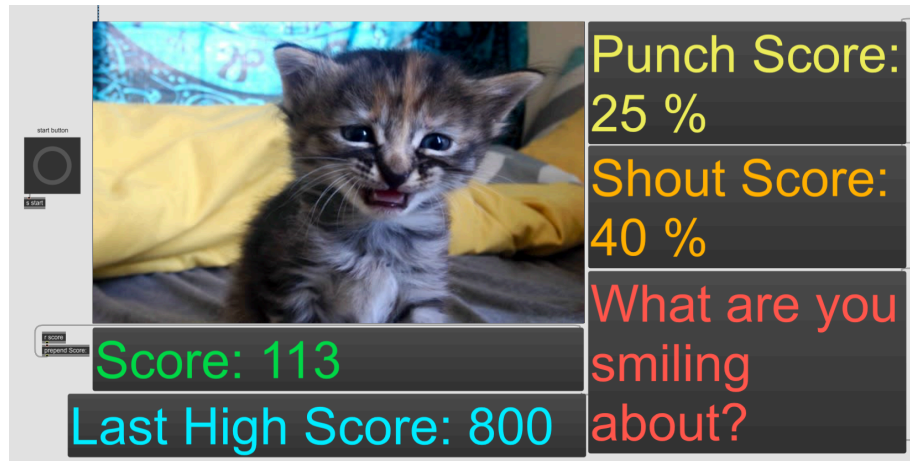 start button
s start
Punch Score:
25 %
Shout Score:
40 %
What are you
smiling
about?
r score
prepend Score:
Score: 113
Last High Score: 800